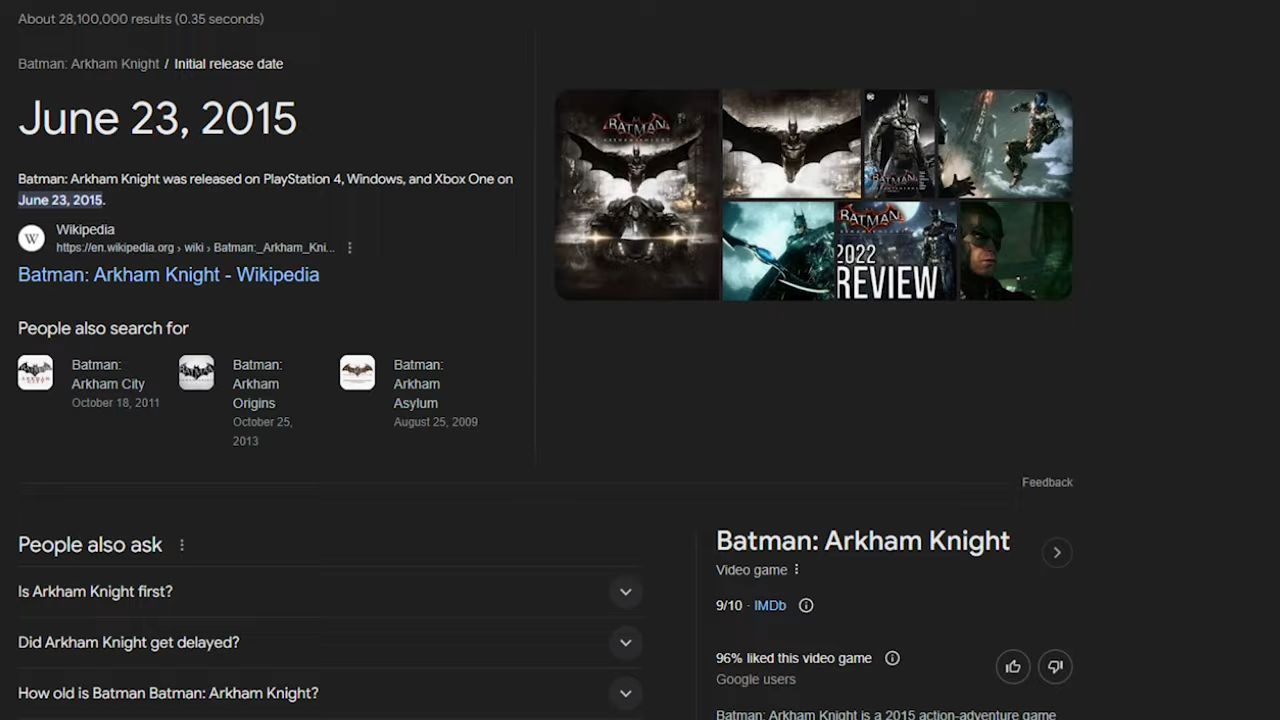 About 28,100,000 results (0.35 seconds)
Batman: Arkham Knight / Initial release date
June 23, 2015
Batman: Arkham Knight was released on PlayStation 4, Windows, and Xbox One on
June 23, 2015.
W
Wikipedia
https://en.wikipedia.org › wiki › Batman:_Arkham_Kni...
Batman: Arkham Knight - Wikipedia
BATMAN
ARKHAM KNIGHT
BATMAN
BATMAN
2022
REVIEW
People also search for
Batman:
Arkham City
October 18, 2011
Batman:
Arkham
Origins
October 25,
2013
Batman:
Arkham
Asylum
August 25, 2009
Feedback
People also ask
Is Arkham Knight first?
Did Arkham Knight get delayed?
How old is Batman Batman: Arkham Knight?
Batman: Arkham Knight
Video game
9/10 · IMDb
96% liked this video game
Google users
Batman: Arkham Knight is a 2015 action-adventure game